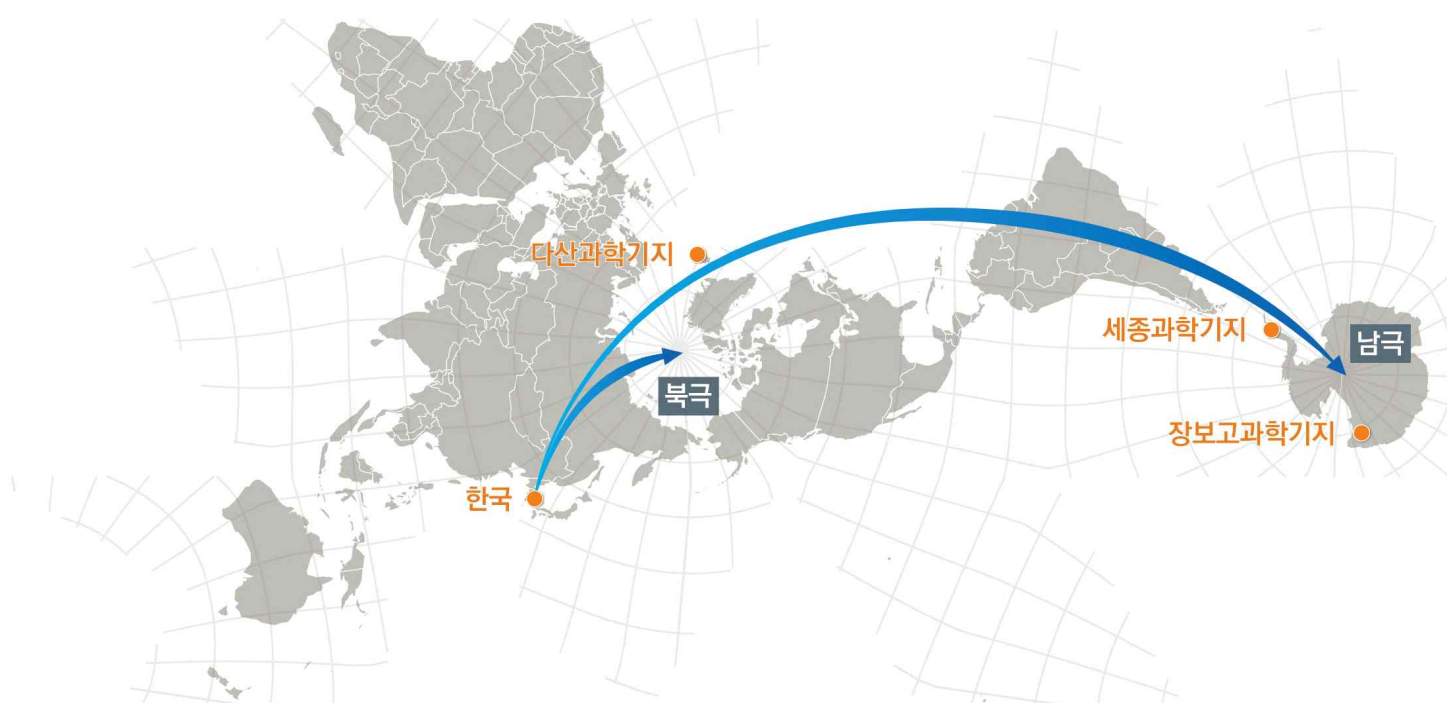 다산과학기지
세종과학기지
남극
북극
장보고과학기지
한국